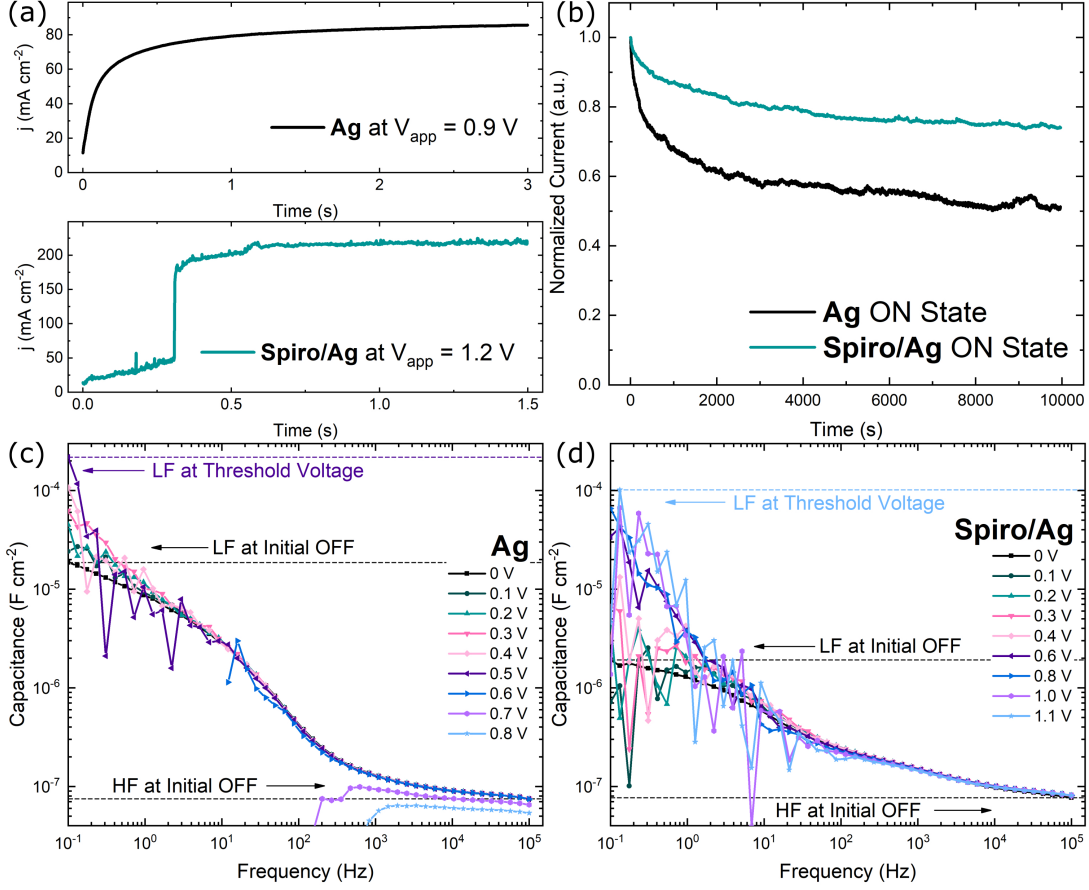 (a)
80
60
40
20
0
j (mA cm-2)
Ag at Vapp = 0.9 V
0
1
2
3
Time (s)
200
150
100
50
0
j (mA cm-2)
Spiro/Ag at Vapp = 1.2 V
0.0
0.5
1.0
1.5
Time (s)
(b)
1.0
0.8
0.6
0.4
0.2
0.0
Normalized Current (a.u.)
Ag ON State
Spiro/Ag ON State
0
2000
4000
6000
8000
10000
Time (s)
(c)
LF at Threshold Voltage
LF at Initial OFF
HF at Initial OFF
Ag
0 V
0.1 V
0.2 V
0.3 V
0.4 V
0.5 V
0.6 V
0.7 V
0.8 V
10-4
10-5
10-6
10-7
Capacitance (F cm-2)
10-1
100
101
102
103
104
105
Frequency (Hz)
(d)
LF at Threshold Voltage
Spiro/Ag
0 V
0.1 V
0.2 V
0.3 V
0.4 V
0.6 V
0.8 V
1.0 V
1.1 V
LF at Initial OFF
HF at Initial OFF
10-4
10-5
10-6
10-7
Capacitance (F cm-2)
10-1
100
101
102
103
104
105
Frequency (Hz)